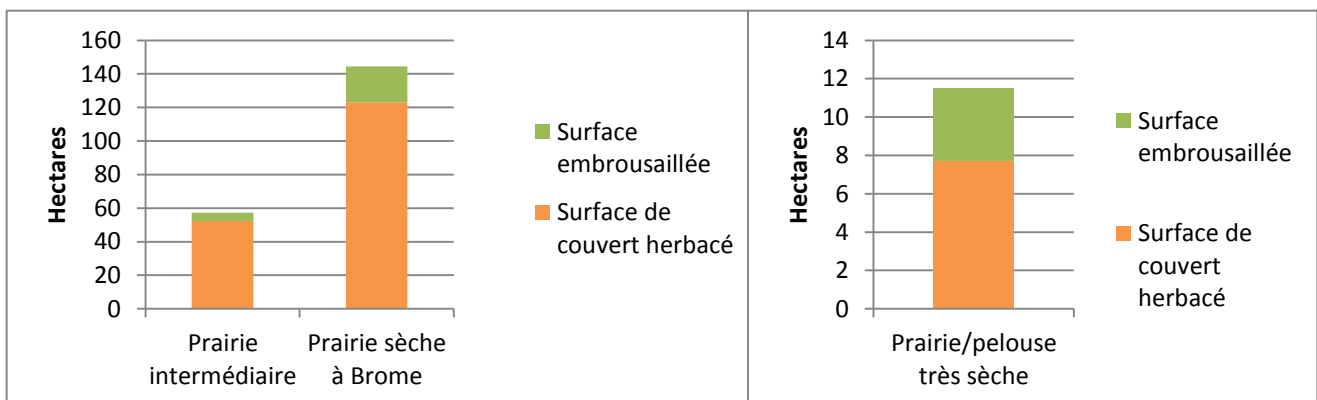 160
140
120
100
80
60
40
20
0
Hectares
Prairie
intermédiaire
Prairie sèche
à Brome
Surface
embrousaillée
Surface de
couvert herbacé
14
12
10
8
6
4
2
0
Hectares
Prairie/pelouse
très sèche
Surface
embrousaillée
Surface de
couvert
herbacé